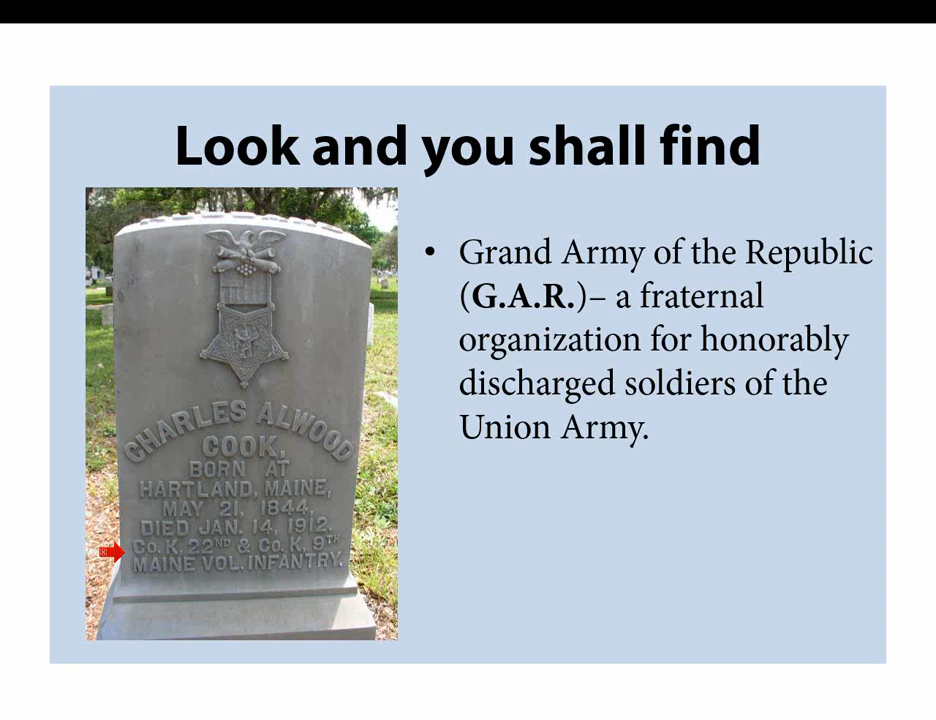 Look and you shall find
• Grand Army of the Republic
(G.A.R.)– a fraternal
organization for honorably
discharged soldiers of the
Union Army.
CHARLES ALWOOD
COOK,
BORN AT
HARTLAND, MAINE,
MAY 21, 1844,
DIED JAN. 14, 1912.
CO. K, 22ND & CO. K, 9TH
MAINE VOL. INFANTRY.